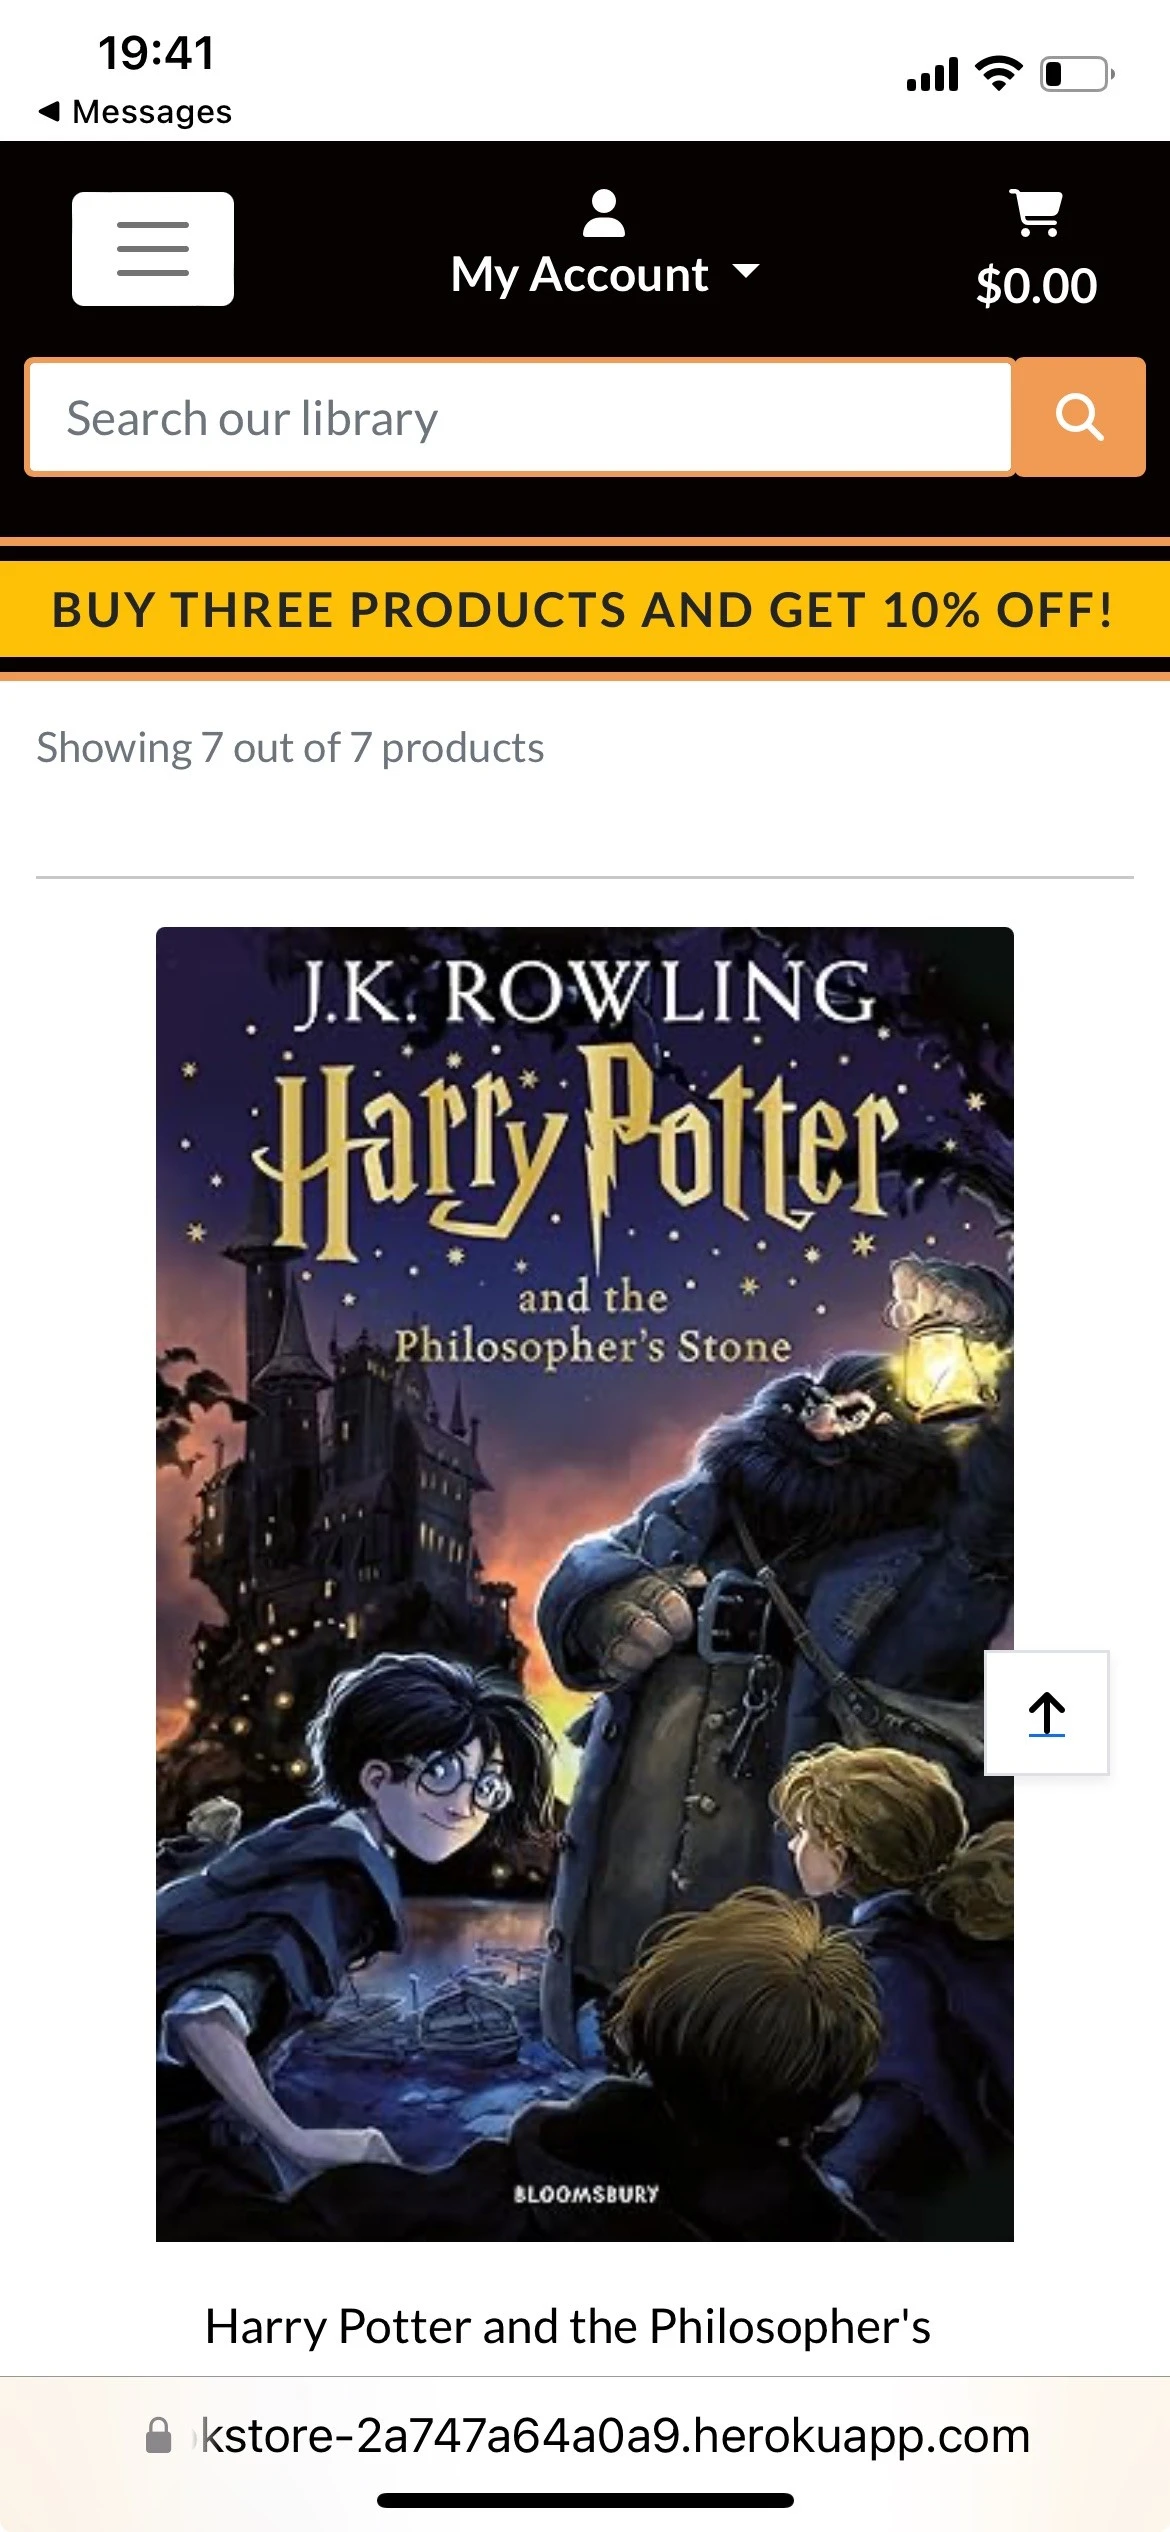 19:41
Messages
My Account
$0.00
Search our library
BUY THREE PRODUCTS AND GET 10% OFF!
Showing 7 out of 7 products
J.K. ROWLING
Harry Potter
and the
Philosopher's Stone
BLOOMSBURY
Harry Potter and the Philosopher's
kstore-2a747a64a0a9.herokuapp.com